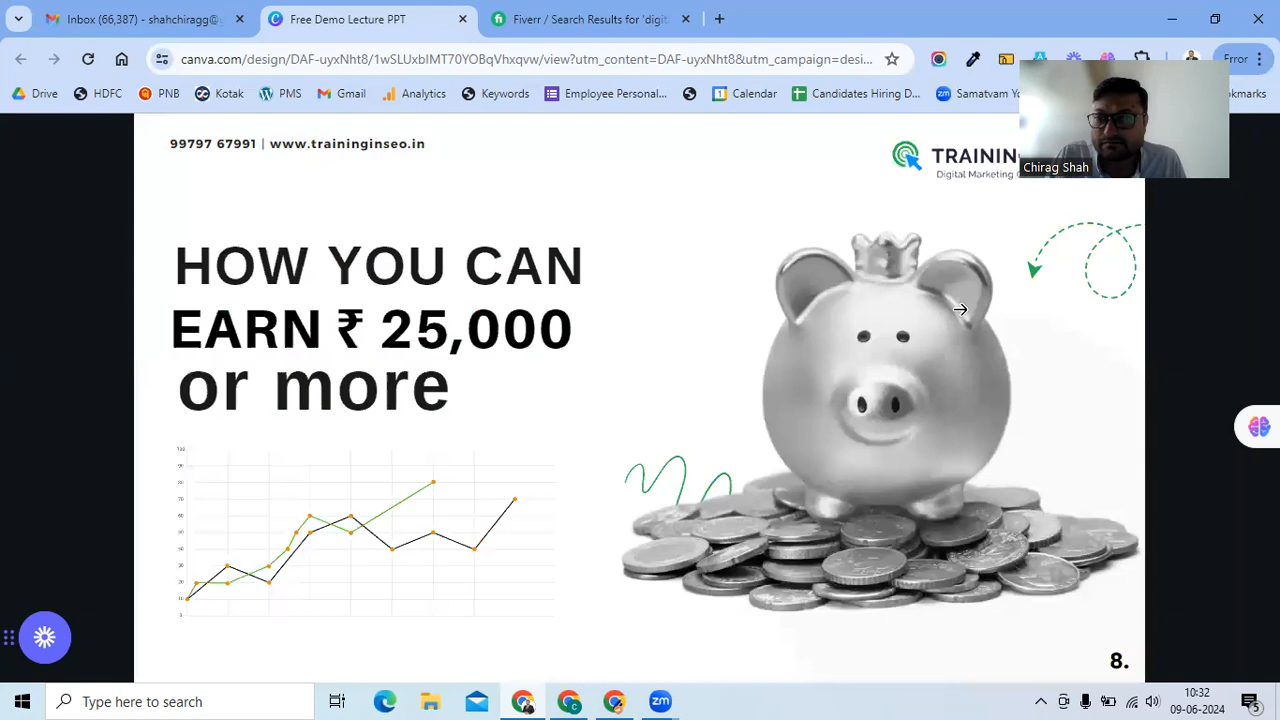 Inbox (66,387) - shahchiragg@
Free Demo Lecture PPT
Fiverr / Search Results for 'digit
canva.com/design/DAF-uyxNht8/1wSLUxbIMT70YOBqVhxqvw/view?utm_content=DAF-uyxNht8&utm_campaign=desi...
Error
Drive
HDFC
PNB
Kotak
PMS
Gmail
Analytics
Keywords
Employee Personal...
Calendar
Candidates Hiring D...
Samatvam Yo
kmarks
99797 67991 | www.traininginseo.in
TRAININ
Digital Marketing
Chirag Shah
HOW YOU CAN
EARN ₹ 25,000
or more
8.
Type here to search
10:32
09-06-2024
5